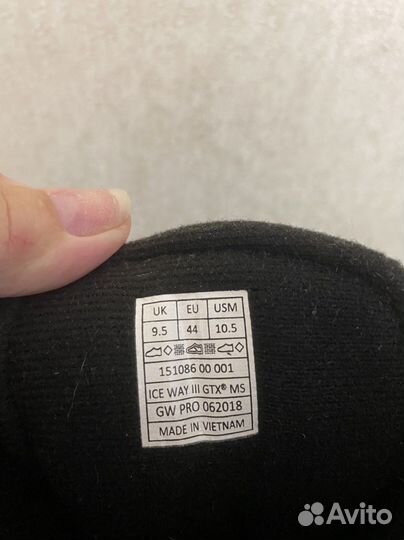 UK EU USM
9.5 44 10.5
151086 00 001
ICE WAY III GTX® MS
GW PRO 062018
MADE IN VIETNAM
Avito